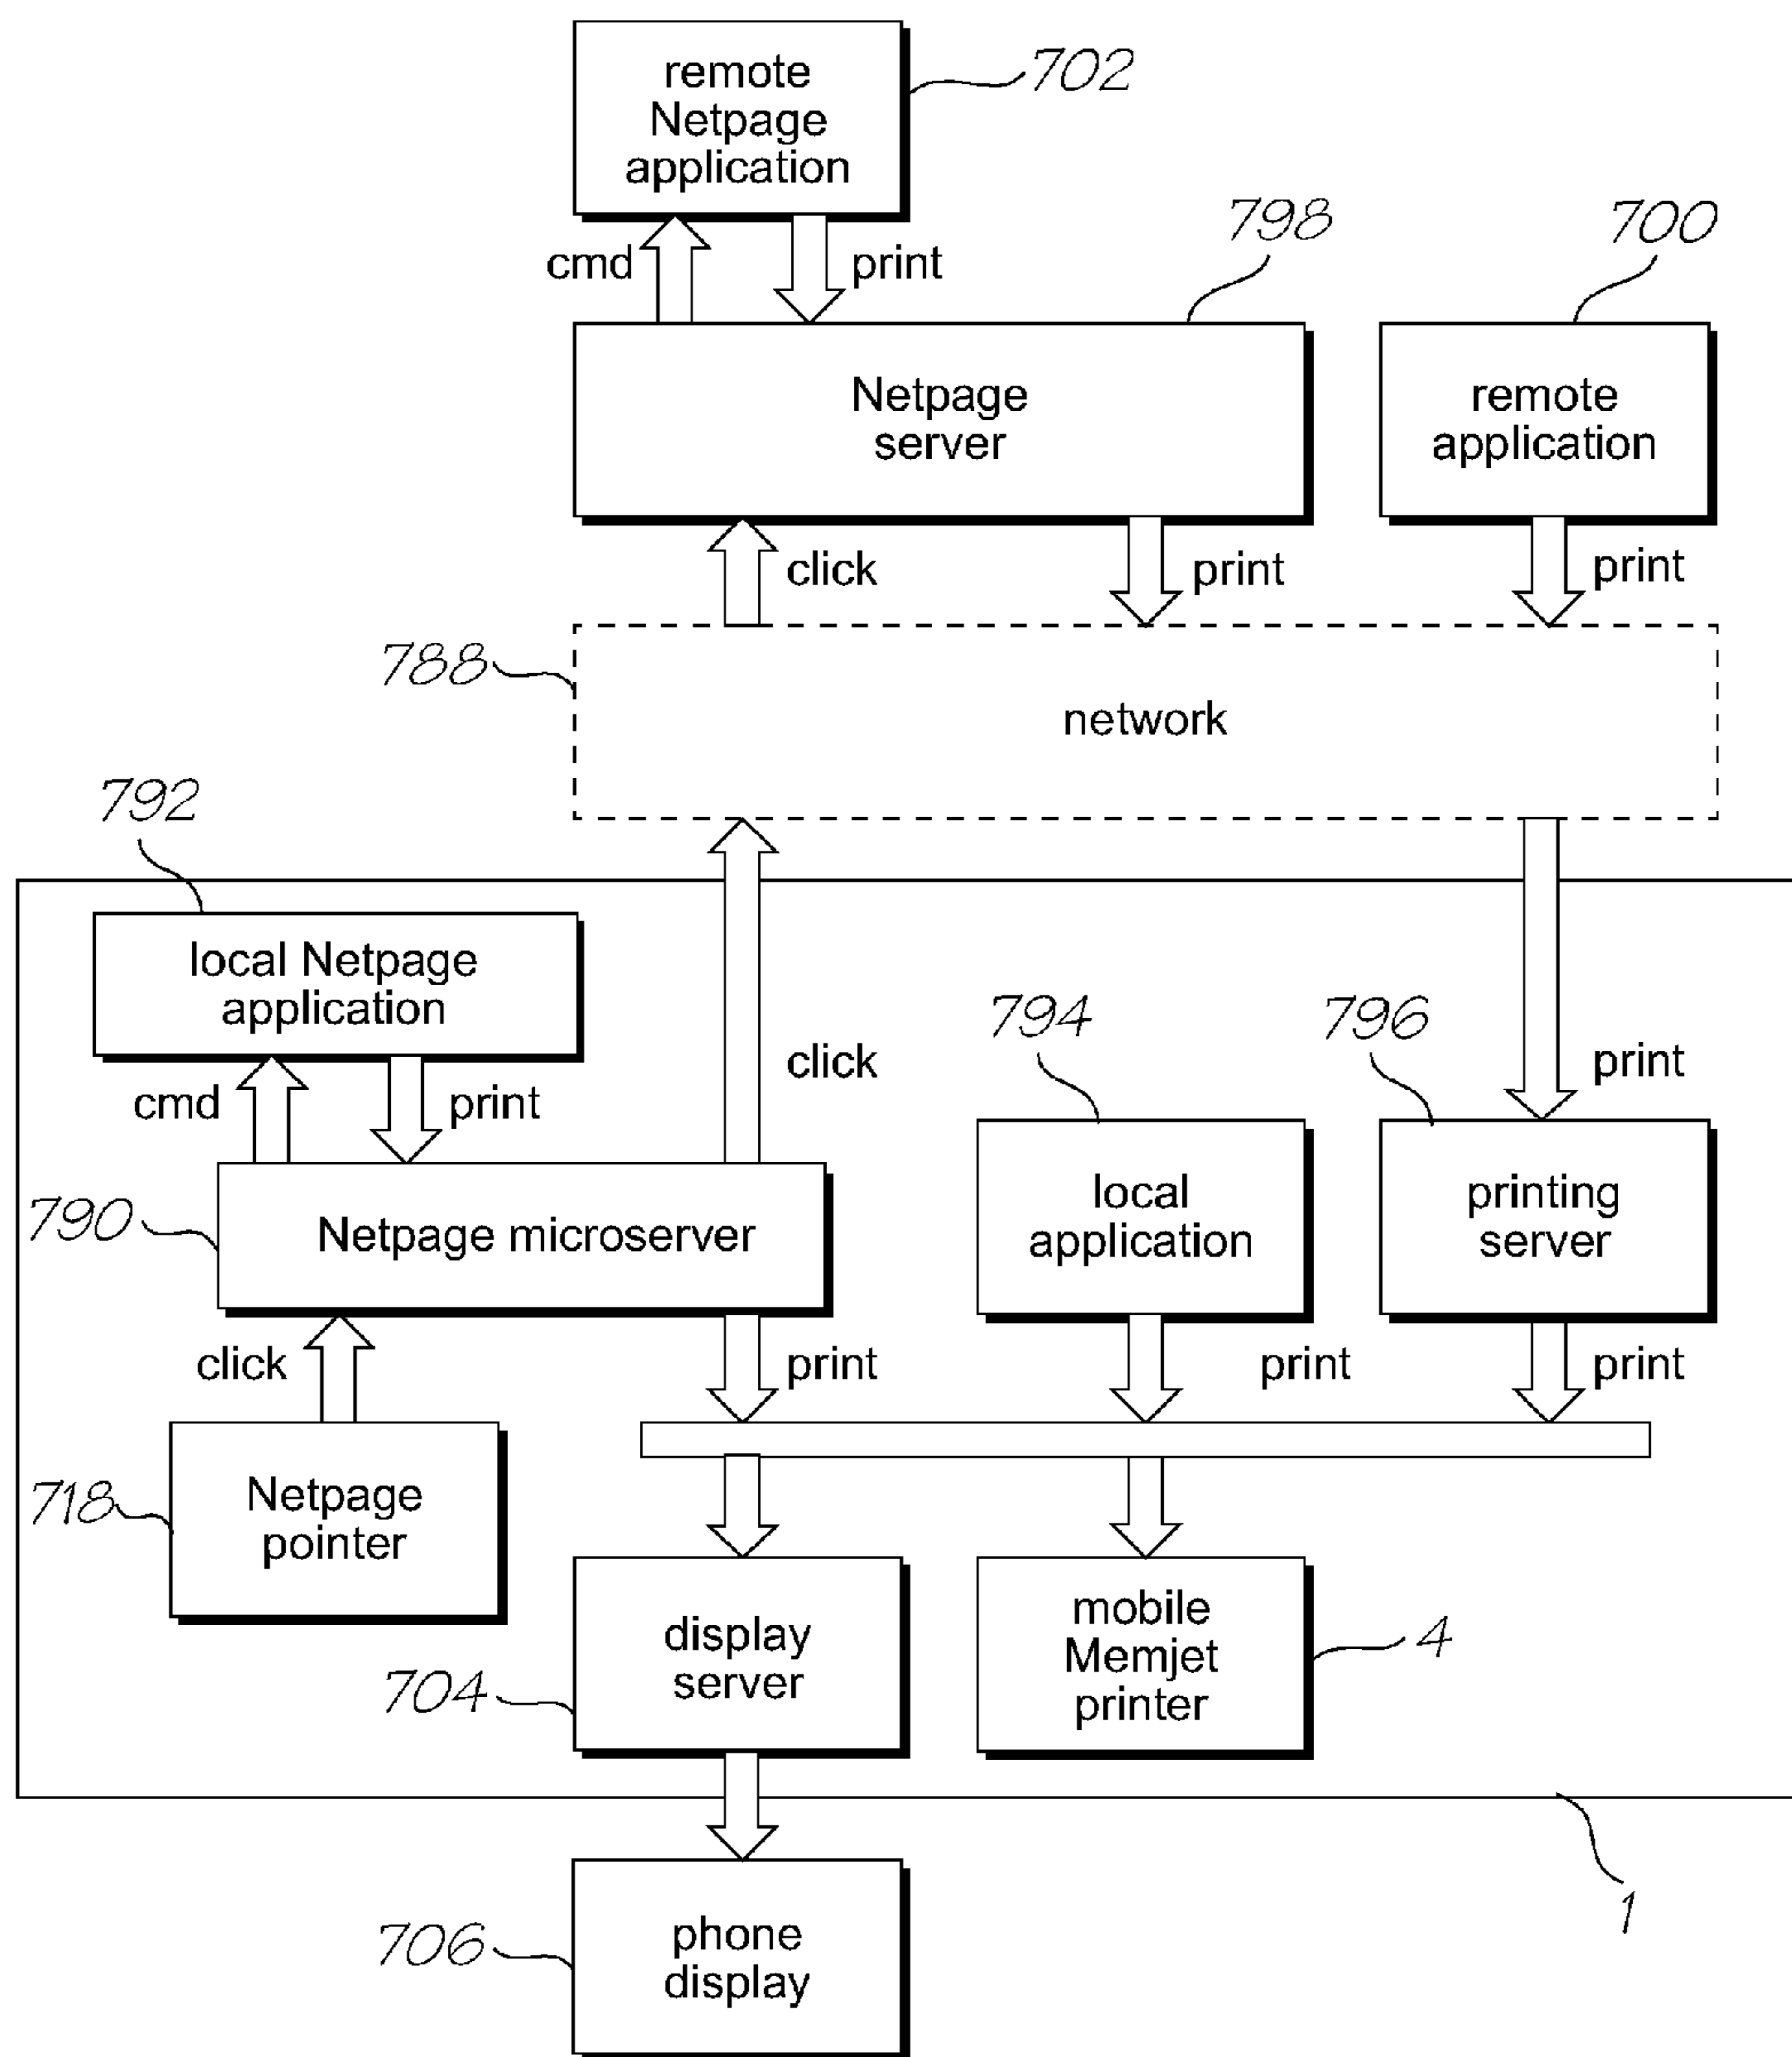 remote
Netpage
application
702
cmd
print
798
700
Netpage
server
remote
application
click
print
print
788
network
792
local Netpage
application
cmd
print
click
794
796
print
790
Netpage microserver
local
application
printing
server
click
print
print
print
718
Netpage
pointer
704
display
server
mobile
Memjet
printer
4
1
706
phone
display